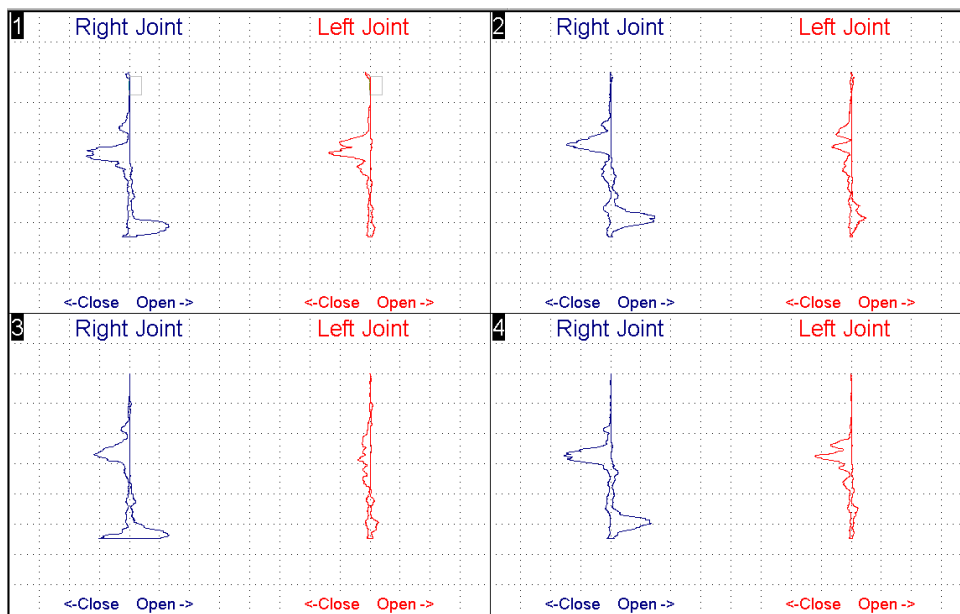 1 Right Joint Left Joint
<-Close Open -> <-Close Open ->
2 Right Joint Left Joint
<-Close Open -> <-Close Open ->
3 Right Joint Left Joint
<-Close Open -> <-Close Open ->
4 Right Joint Left Joint
<-Close Open -> <-Close Open ->